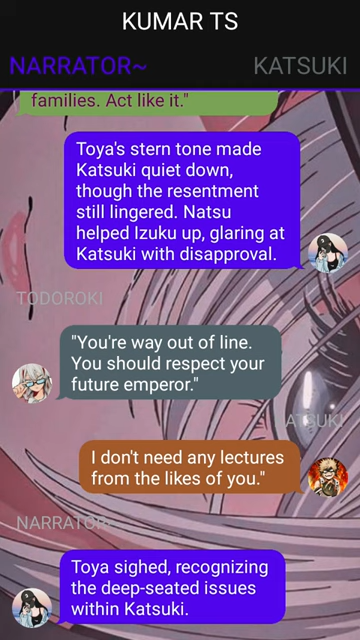 KUMAR TS
NARRATOR~ KATSUKI
families. Act like it."
Toya's stern tone made
Katsuki quiet down,
though the resentment
still lingered. Natsu
helped Izuku up, glaring at
Katsuki with disapproval.
TODOROKI
"You're way out of line.
You should respect your
future emperor."
KATSUKI
I don't need any lectures
from the likes of you."
NARRATOR~
Toya sighed, recognizing
the deep-seated issues
within Katsuki.